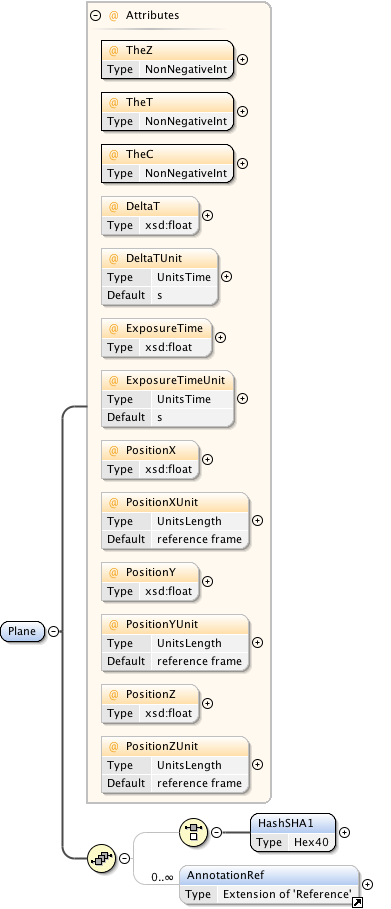 @ Attributes
@ TheZ
Type NonNegativeInt
@ TheT
Type NonNegativeInt
@ TheC
Type NonNegativeInt
@ DeltaT
Type xsd:float
@ DeltaTUnit
Type UnitsTime
Default s
@ ExposureTime
Type xsd:float
@ ExposureTimeUnit
Type UnitsTime
Default s
@ PositionX
Type xsd:float
@ PositionXUnit
Type UnitsLength
Default reference frame
@ PositionY
Type xsd:float
@ PositionYUnit
Type UnitsLength
Default reference frame
@ PositionZ
Type xsd:float
@ PositionZUnit
Type UnitsLength
Default reference frame
Plane
HashSHA1
Type Hex40
0..∞
AnnotationRef
Type Extension of 'Reference'